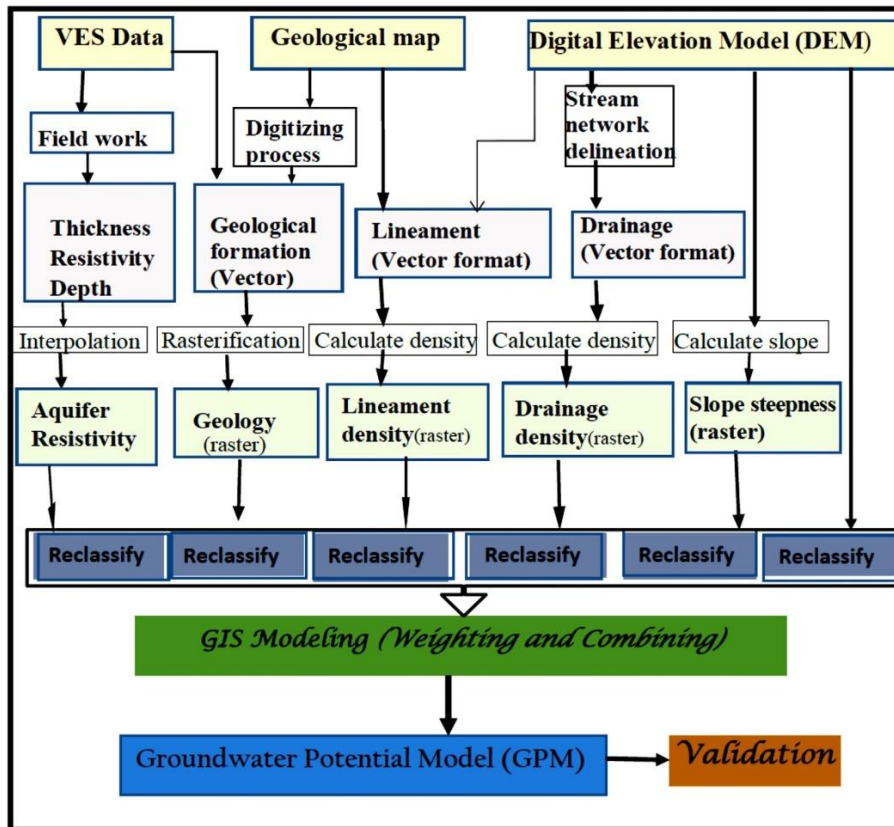 VES Data
Geological map
Digital Elevation Model (DEM)
Field work
Digitizing
process
Stream
network
delineation
Thickness
Resistivity
Depth
Geological
formation
(Vector)
Lineament
(Vector format)
Drainage
(Vector format)
Interpolation
Rasterification
Calculate density
Calculate density
Calculate slope
Aquifer
Resistivity
Geology
(raster)
Lineament
density(raster)
Drainage
density(raster)
Slope steepness
(raster)
Reclassify
Reclassify
Reclassify
Reclassify
Reclassify
Reclassify
GIS Modeling (Weighting and Combining)
Groundwater Potential Model (GPM)
Validation